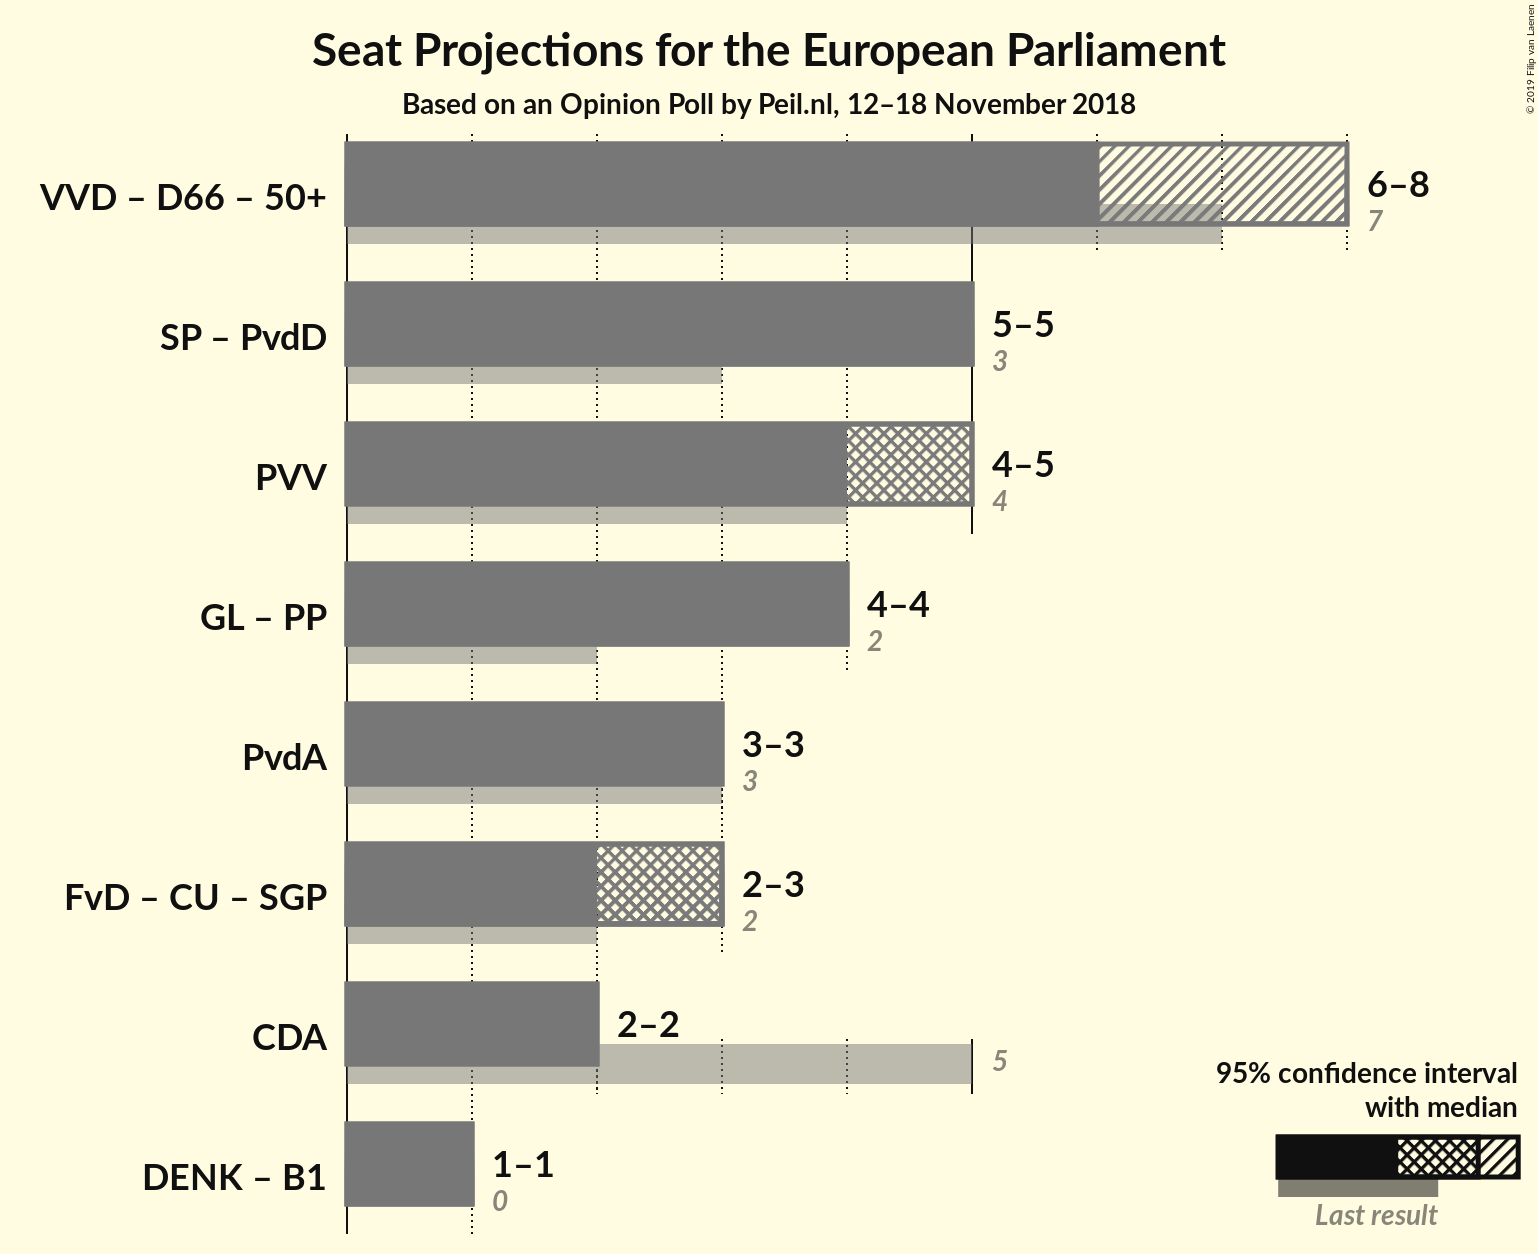 Seat Projections for the European Parliament
Based on an Opinion Poll by Peil.nl, 12–18 November 2018
© 2019 Filip van Laenen
VVD – D66 – 50+
6–8
7
SP – PvdD
5–5
3
PVV
4–5
4
GL – PP
4–4
2
PvdA
3–3
3
FvD – CU – SGP
2–3
2
CDA
2–2
5
DENK – B1
1–1
0
95% confidence interval
with median
Last result